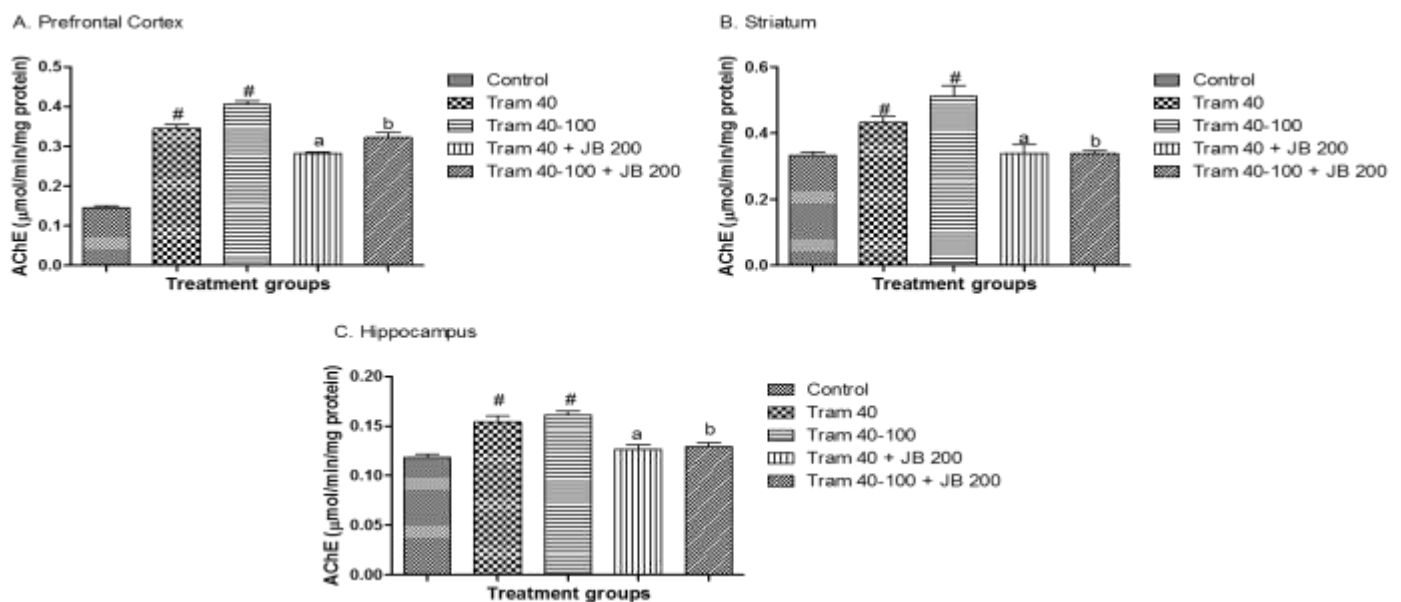 A. Prefrontal Cortex
AChE (μmol/min/mg protein)
0.5
0.4
0.3
0.2
0.1
0.0
#
#
a
b
Treatment groups
Control
Tram 40
Tram 40-100
Tram 40 + JB 200
Tram 40-100 + JB 200
B. Striatum
AChE (μmol/min/mg protein)
0.6
0.4
0.2
0.0
#
#
a
b
Treatment groups
Control
Tram 40
Tram 40-100
Tram 40 + JB 200
Tram 40-100 + JB 200
C. Hippocampus
AChE (μmol/min/mg protein)
0.20
0.15
0.10
0.05
0.00
#
#
a
b
Treatment groups
Control
Tram 40
Tram 40-100
Tram 40 + JB 200
Tram 40-100 + JB 200